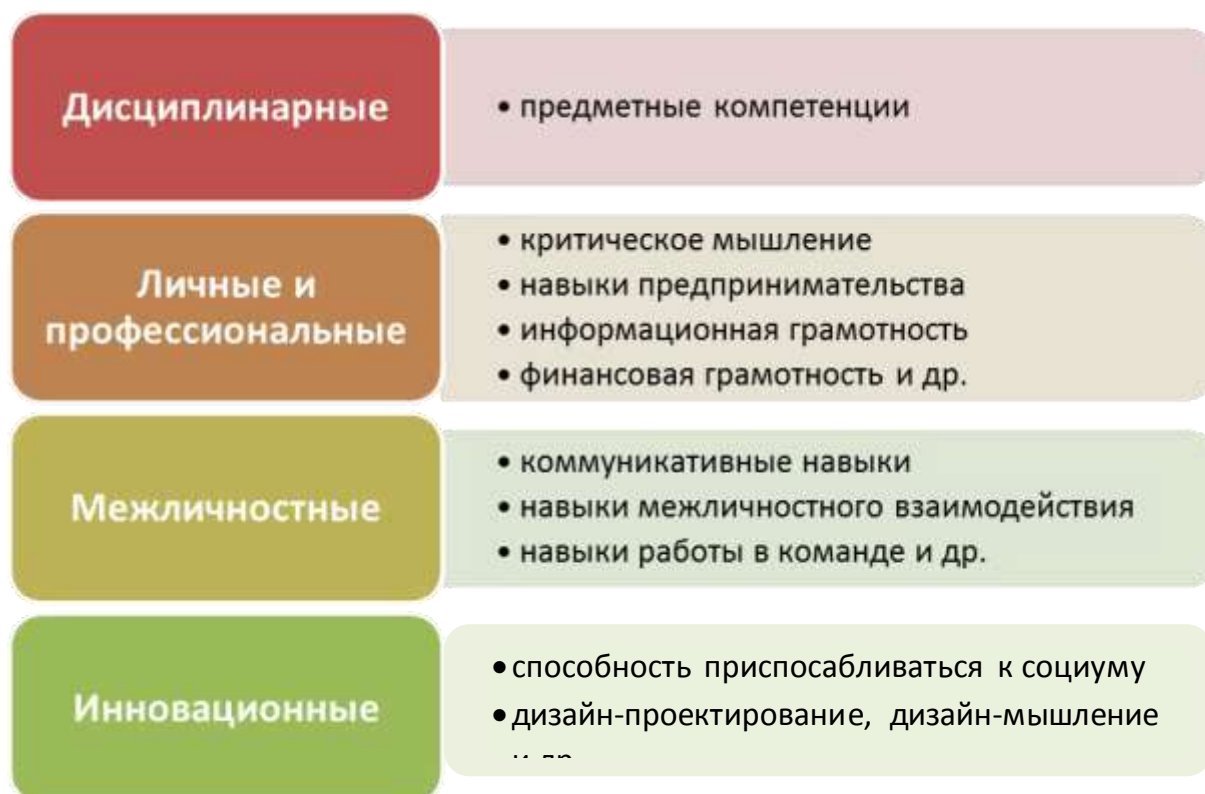 Дисциплинарные
• предметные компетенции
Личные и
профессиональные
• критическое мышление
• навыки предпринимательства
• информационная грамотность
• финансовая грамотность и др.
Межличностные
• коммуникативные навыки
• навыки межличностного взаимодействия
• навыки работы в команде и др.
Инновационные
• способность приспосабливаться к социуму
• дизайн-проектирование, дизайн-мышление
и др